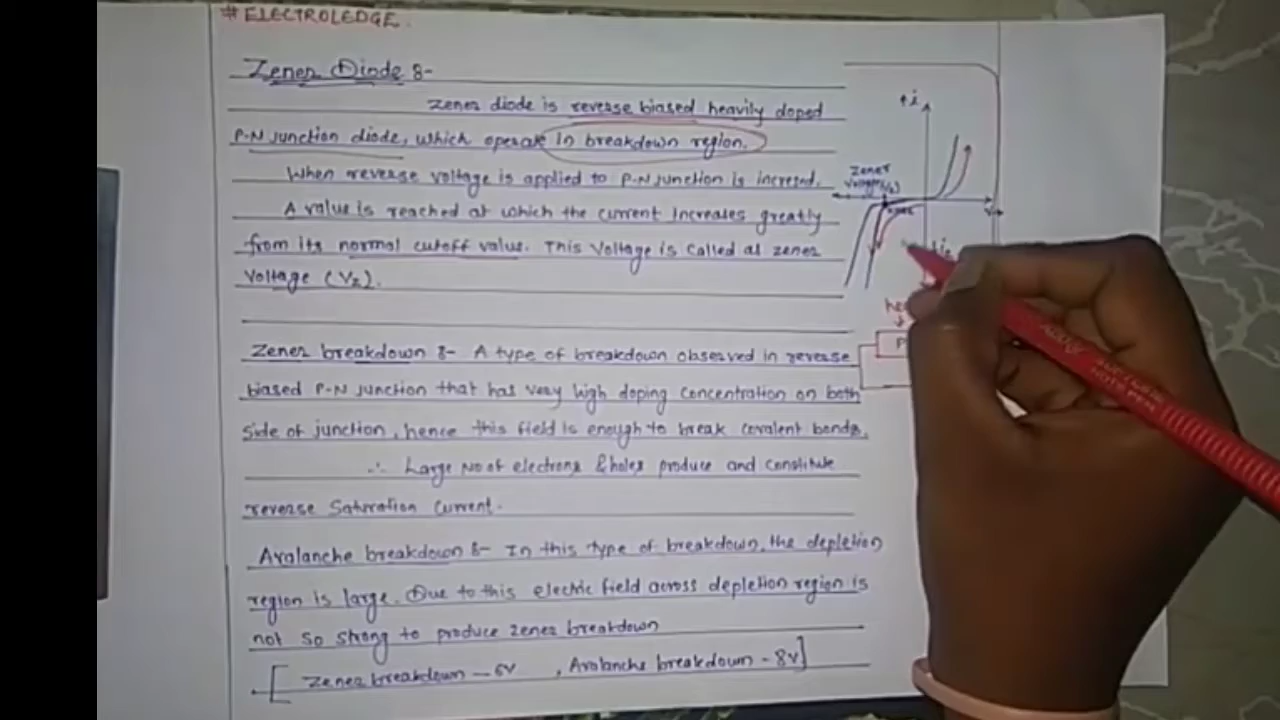 #ELECTROLEDGE.
Zener Diode :-
Zener diode is reverse biased heavily doped
P-N junction diode, which operate in breakdown region.
When reverse voltage is applied to P-N junction is incresed.
A value is reached at which the current increases greatly
from its normal cutoff value. This Voltage is called as zener
Voltage (Vz).
Zener breakdown :- A type of breakdown observed in reverse
biased P-N junction that has very high doping concentration on both
side of junction, hence this field is enough to break covalent bonds.
∴ Large No of electrons & holes produce and constitute
reverse Saturation Current.
Avalanche breakdown :- In this type of breakdown, the depletion
region is large. Due to this electric field across depletion region is
not so strong to produce zener breakdown
[ Zener breakdown - 6V , Avalanche breakdown - 8V]
i
Zener
Voltage(Vz)
P